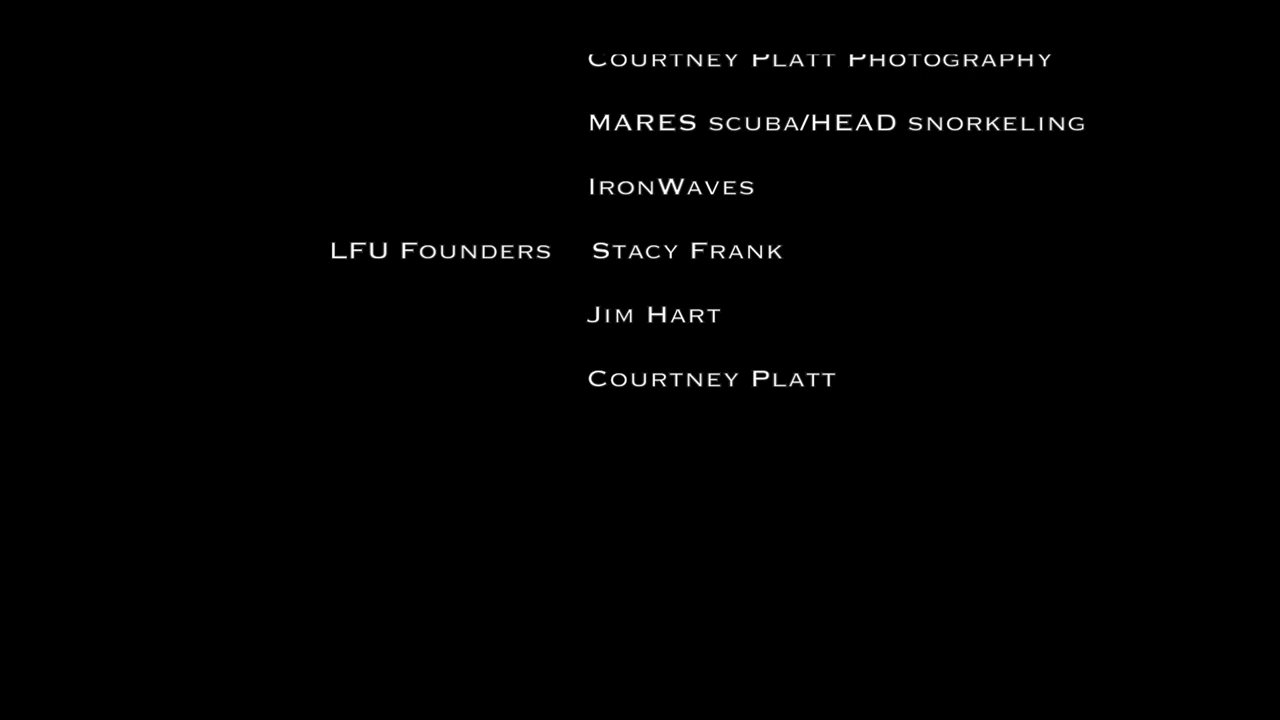 Courtney Platt Photography
MARES scuba/HEAD snorkeling
IronWaves
LFU Founders Stacy Frank
Jim Hart
Courtney Platt